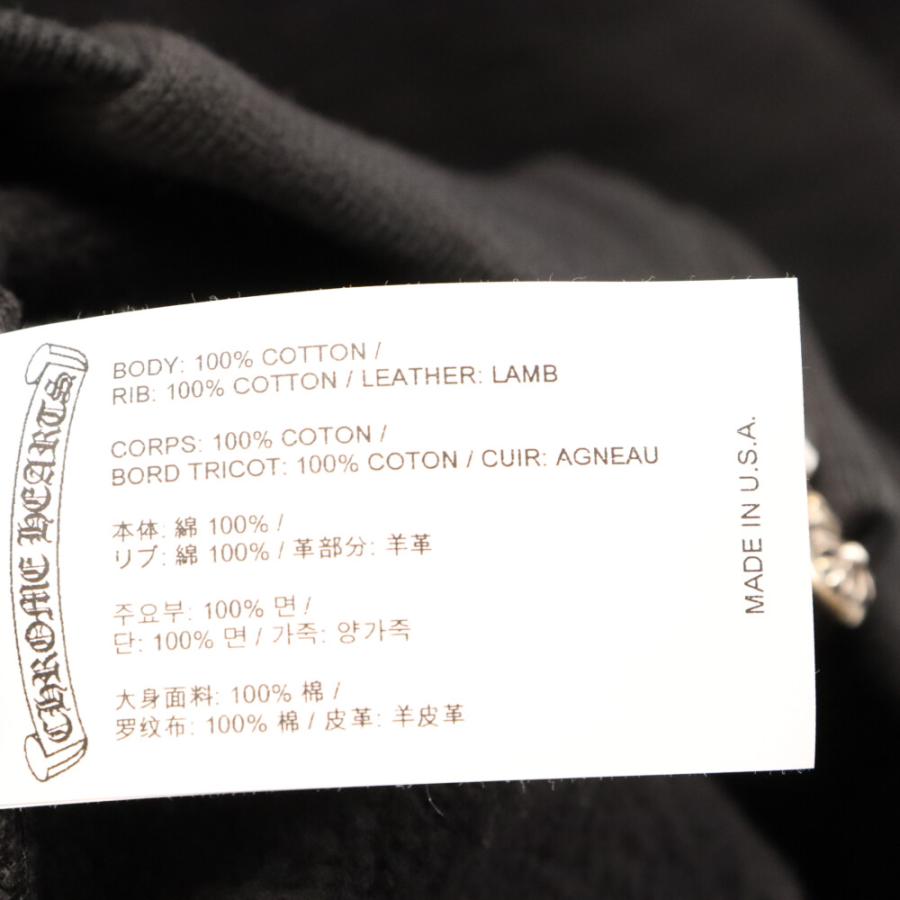 CHROME HEARTS
BODY: 100% COTTON /
RIB: 100% COTTON / LEATHER: LAMB
CORPS: 100% COTON /
BORD TRICOT: 100% COTON / CUIR: AGNEAU
本体: 綿 100% /
リブ: 綿 100% / 革部分: 羊革
주요부: 100% 면 /
단: 100% 면 / 가죽: 양가죽
大身面料: 100% 棉 /
罗纹布: 100% 棉 / 皮革: 羊皮革
MADE IN U.S.A.